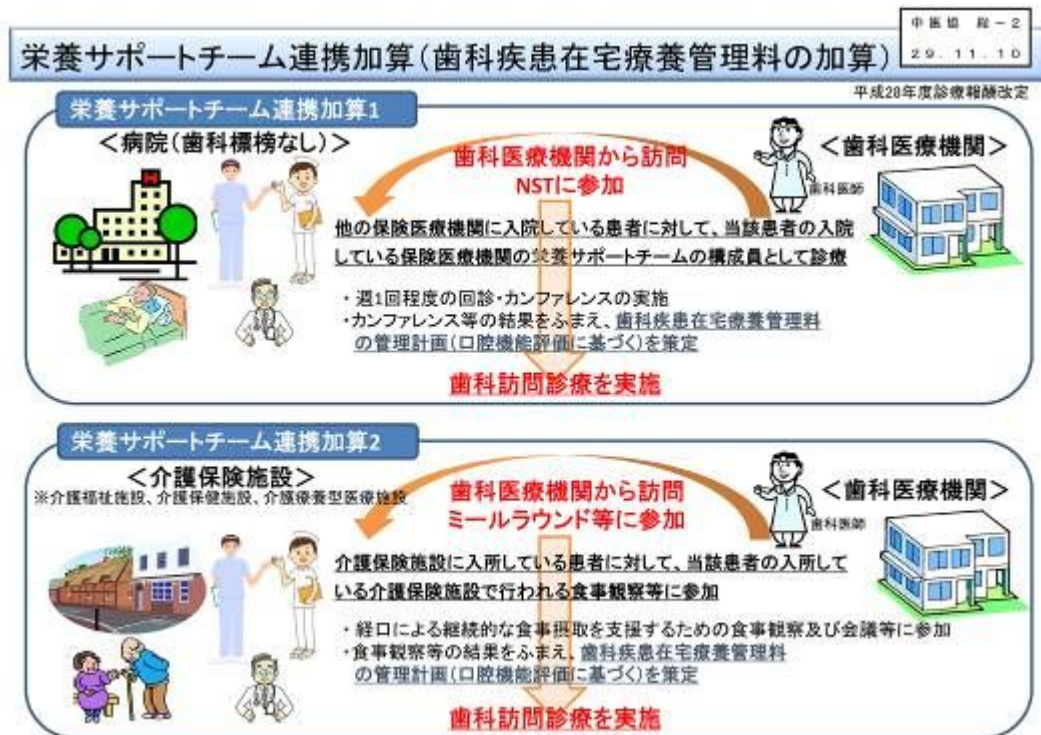 中医協 総－2
29.11.10
栄養サポートチーム連携加算(歯科疾患在宅療養管理料の加算)
平成28年度診療報酬改定
栄養サポートチーム連携加算1
＜病院(歯科標榜なし)＞
歯科医療機関から訪問
NSTに参加
＜歯科医療機関＞
歯科医師
他の保険医療機関に入院している患者に対して、当該患者の入院
している保険医療機関の栄養サポートチームの構成員として診療
・週1回程度の回診・カンファレンスの実施
・カンファレンス等の結果をふまえ、歯科疾患在宅療養管理料
の管理計画(口腔機能評価に基づく)を策定
歯科訪問診療を実施
栄養サポートチーム連携加算2
＜介護保険施設＞
※介護福祉施設、介護保健施設、介護療養型医療施設
歯科医療機関から訪問
ミールラウンド等に参加
＜歯科医療機関＞
歯科医師
介護保険施設に入所している患者に対して、当該患者の入所して
いる介護保険施設で行われる食事観察等に参加
・経口による継続的な食事摂取を支援するための食事観察及び会議等に参加
・食事観察等の結果をふまえ、歯科疾患在宅療養管理料
の管理計画(口腔機能評価に基づく)を策定
歯科訪問診療を実施